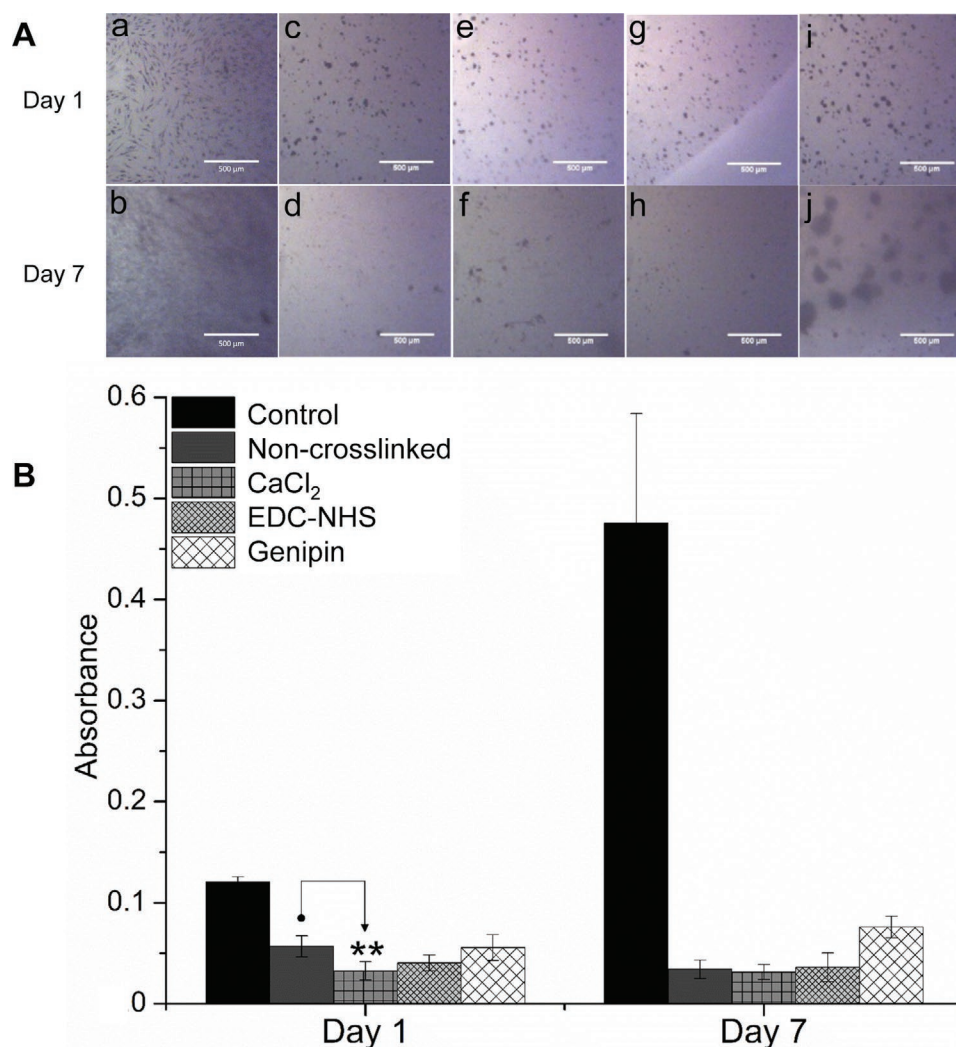 A
a c e g i
Day 1
500 µm 500 µm 500 µm 500 µm 500 µm
b d f h j
Day 7
500 µm 500 µm 500 µm 500 µm 500 µm
B
Absorbance
0.6
0.5
0.4
0.3
0.2
0.1
0
Control
Non-crosslinked
CaCl₂
EDC-NHS
Genipin
**
Day 1 Day 7